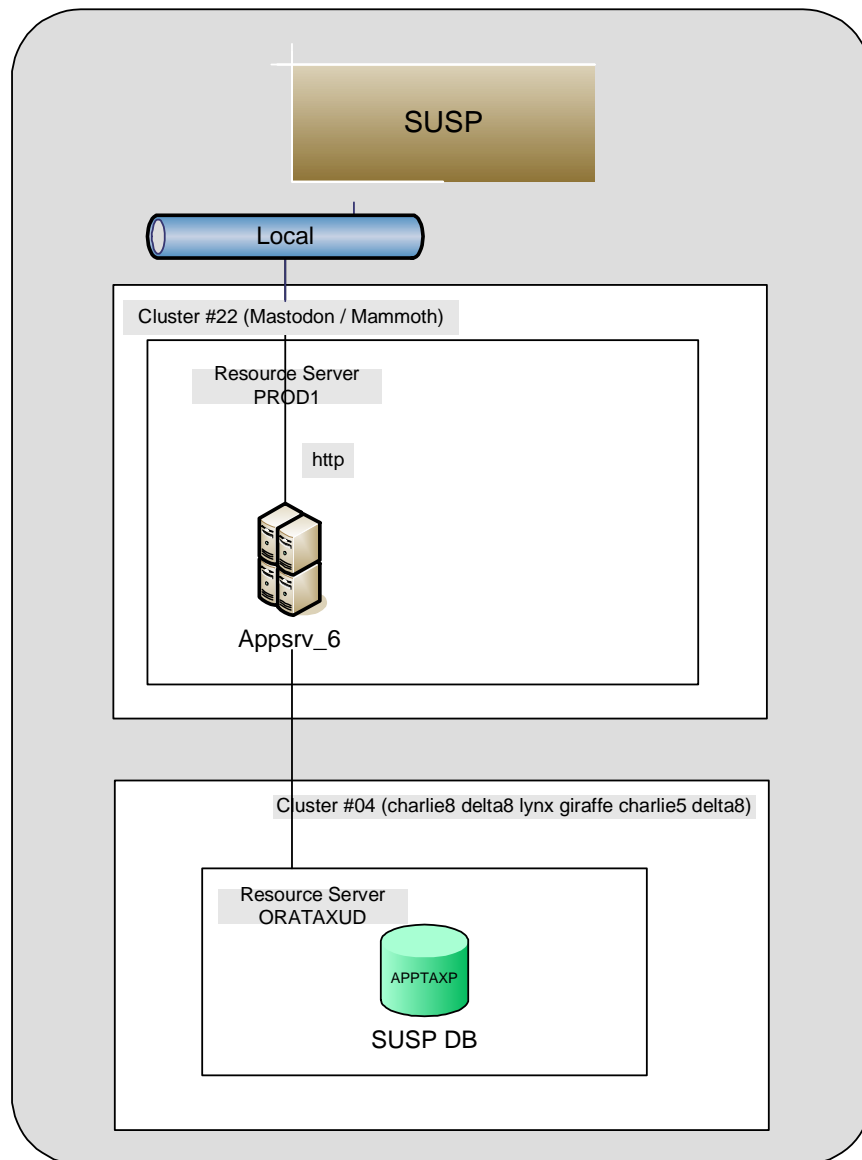 SUSP
Local
Cluster #22 (Mastodon / Mammoth)
Resource Server
PROD1
http
Appsrv_6
Cluster #04 (charlie8 delta8 lynx giraffe charlie5 delta8)
Resource Server
ORATAXUD
APPTAXP
SUSP DB